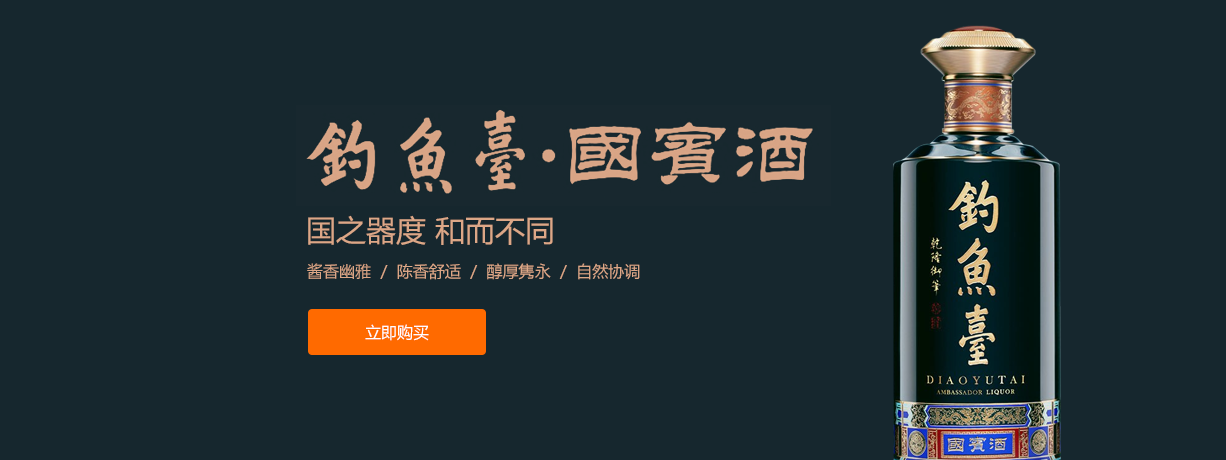 釣魚臺·國賓酒
国之器度 和而不同
酱香幽雅 / 陈香舒适 / 醇厚隽永 / 自然协调
立即购买
釣魚臺
乾隆御筆
DIAOYUTAI
AMBASSADOR LIQUOR
國賓酒